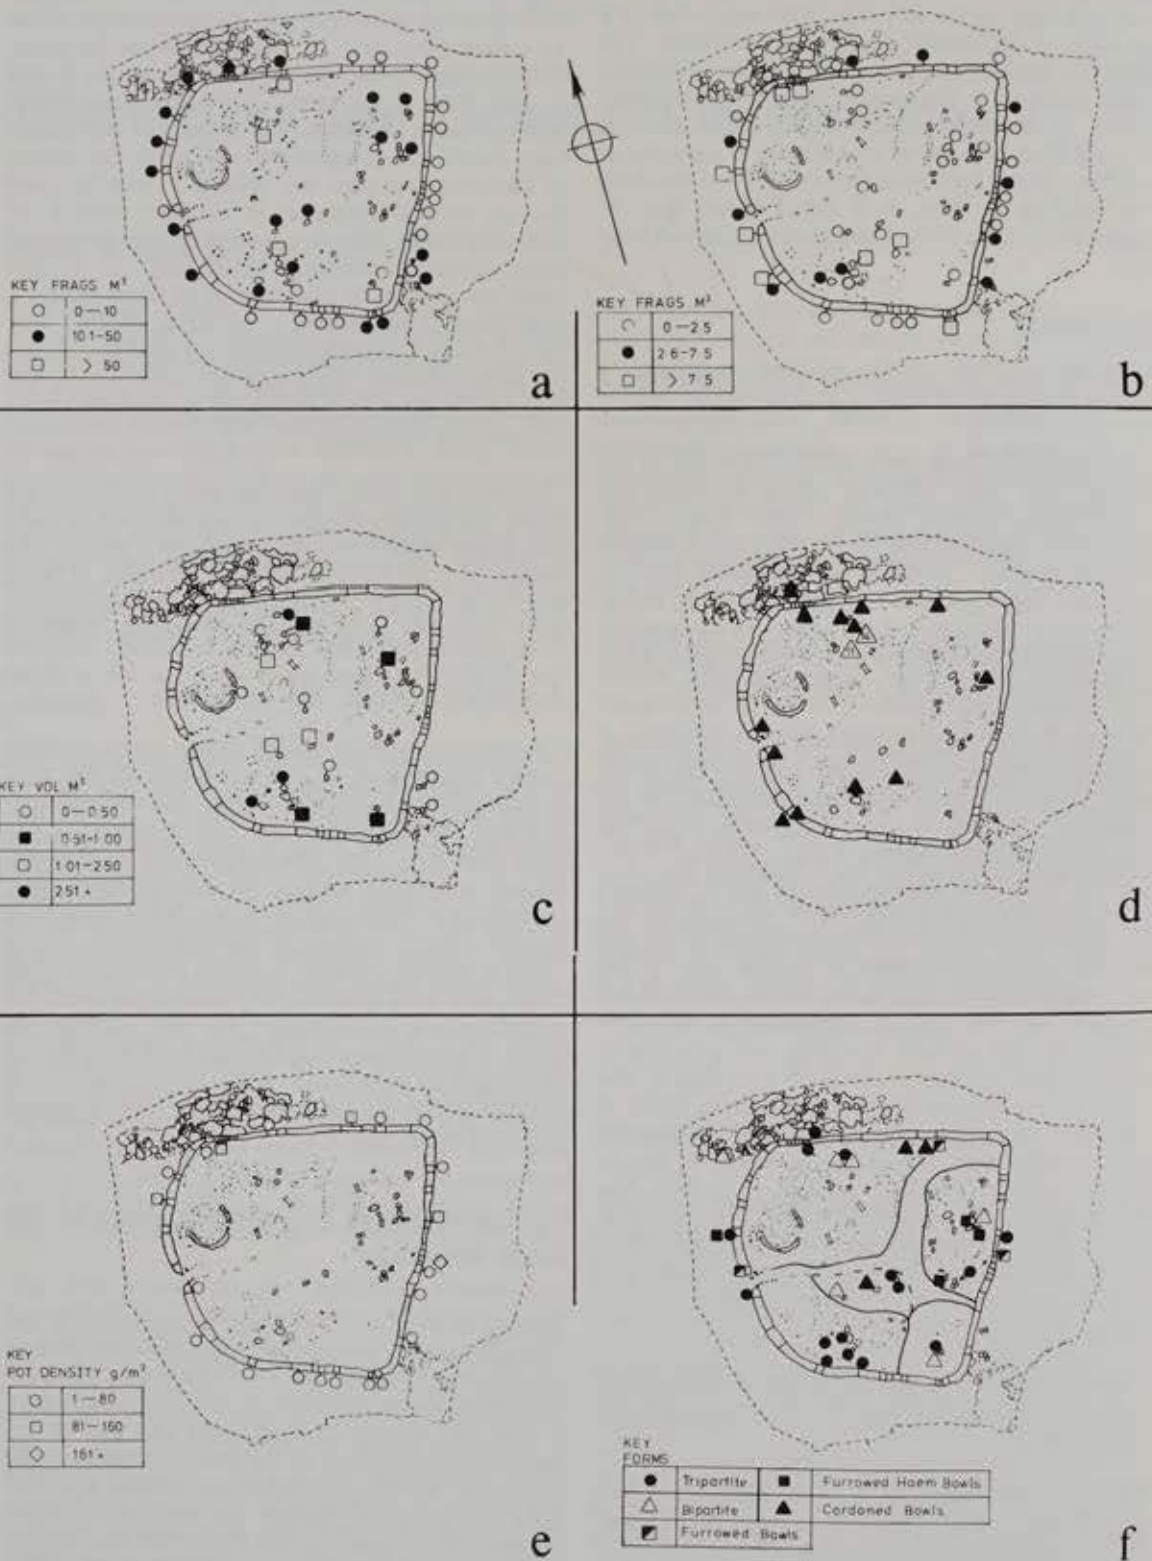 KEY FRAGS M³
0–10
10·1–50
> 50
a
KEY FRAGS M³
0–2·5
2·6–7·5
> 7·5
b
KEY VOL M³
0–0·50
0·51–1·00
1·01–2·50
2·51 +
c
d
KEY
POT DENSITY g/m³
1–80
81–160
161 +
e
KEY
FORMS
Tripartite Furrowed Haem Bowls
Bipartite Cordoned Bowls
Furrowed Bowls
f